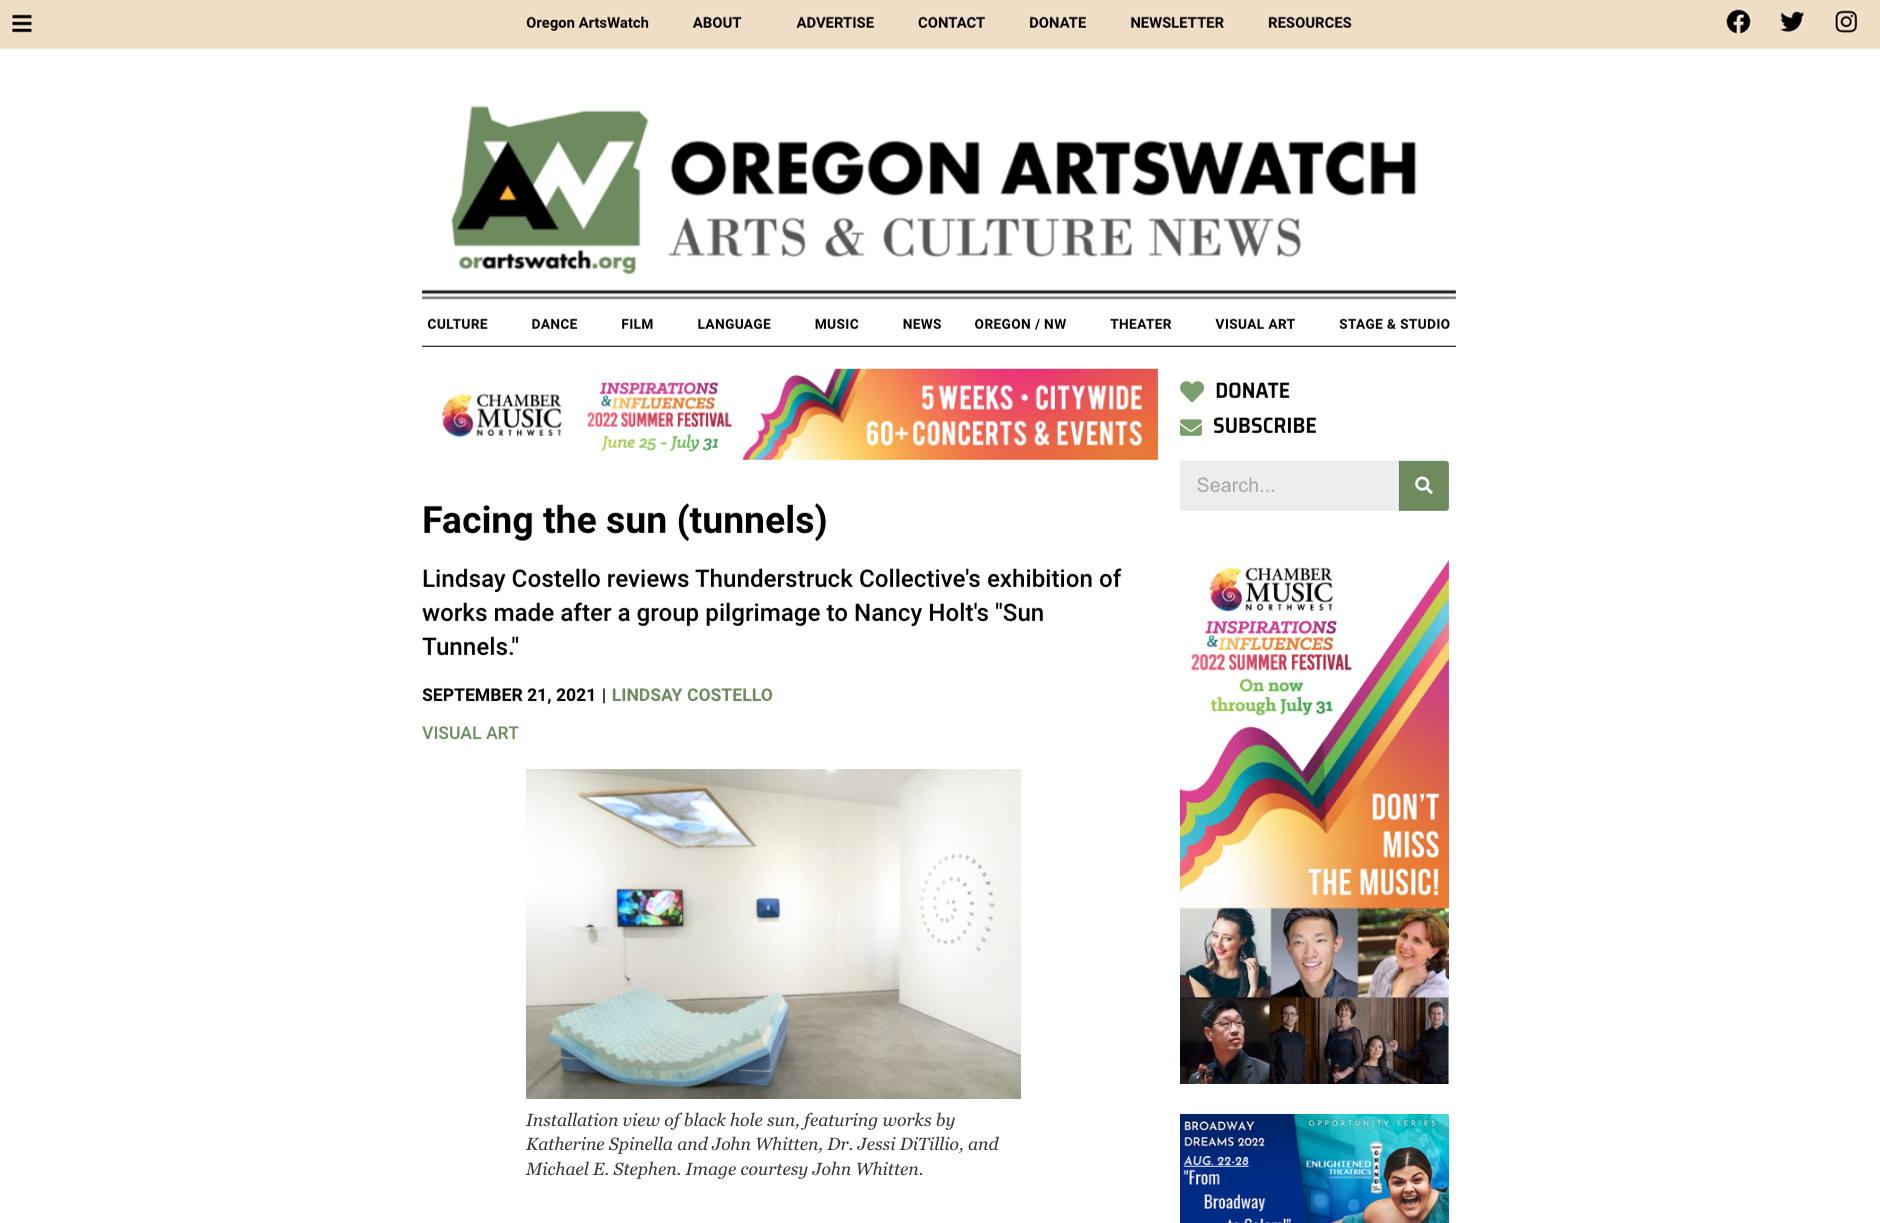 Oregon ArtsWatch ABOUT ADVERTISE CONTACT DONATE NEWSLETTER RESOURCES
AW
OREGON ARTSWATCH
ARTS & CULTURE NEWS
orartswatch.org
CULTURE DANCE FILM LANGUAGE MUSIC NEWS OREGON / NW THEATER VISUAL ART STAGE & STUDIO
CHAMBER
MUSIC
NORTHWEST
INSPIRATIONS
&INFLUENCES
2022 SUMMER FESTIVAL
June 25 - July 31
5 WEEKS • CITYWIDE
60+ CONCERTS & EVENTS
DONATE
SUBSCRIBE
Search...
Facing the sun (tunnels)
Lindsay Costello reviews Thunderstruck Collective's exhibition of
works made after a group pilgrimage to Nancy Holt's "Sun
Tunnels."
SEPTEMBER 21, 2021 | LINDSAY COSTELLO
VISUAL ART
Installation view of black hole sun, featuring works by
Katherine Spinella and John Whitten, Dr. Jessi DiTillio, and
Michael E. Stephen. Image courtesy John Whitten.
CHAMBER
MUSIC
NORTHWEST
INSPIRATIONS
&INFLUENCES
2022 SUMMER FESTIVAL
On now
through July 31
DON'T
MISS
THE MUSIC!
BROADWAY
DREAMS 2022
AUG. 22-28
"From
Broadway
to Salem!"
OPPORTUNITY SERIES
ENLIGHTENED
THEATRICS
GRAND